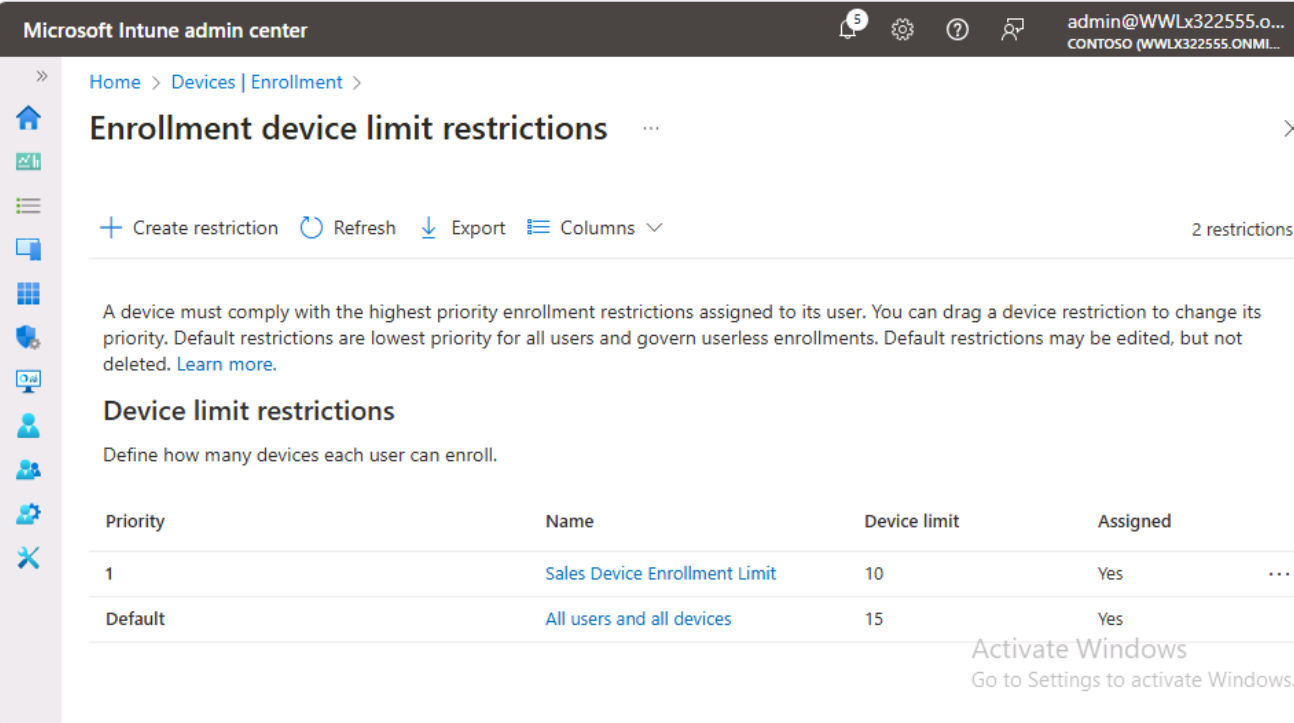 Microsoft Intune admin center
5
admin@WWLx322555.o...
CONTOSO (WWLX322555.ONMI...
Home > Devices | Enrollment >
Enrollment device limit restrictions ...
Create restriction Refresh Export Columns 2 restrictions
A device must comply with the highest priority enrollment restrictions assigned to its user. You can drag a device restriction to change its
priority. Default restrictions are lowest priority for all users and govern userless enrollments. Default restrictions may be edited, but not
deleted. Learn more.
Device limit restrictions
Define how many devices each user can enroll.
Priority Name Device limit Assigned
1 Sales Device Enrollment Limit 10 Yes ...
Default All users and all devices 15 Yes
Activate Windows
Go to Settings to activate Windows.